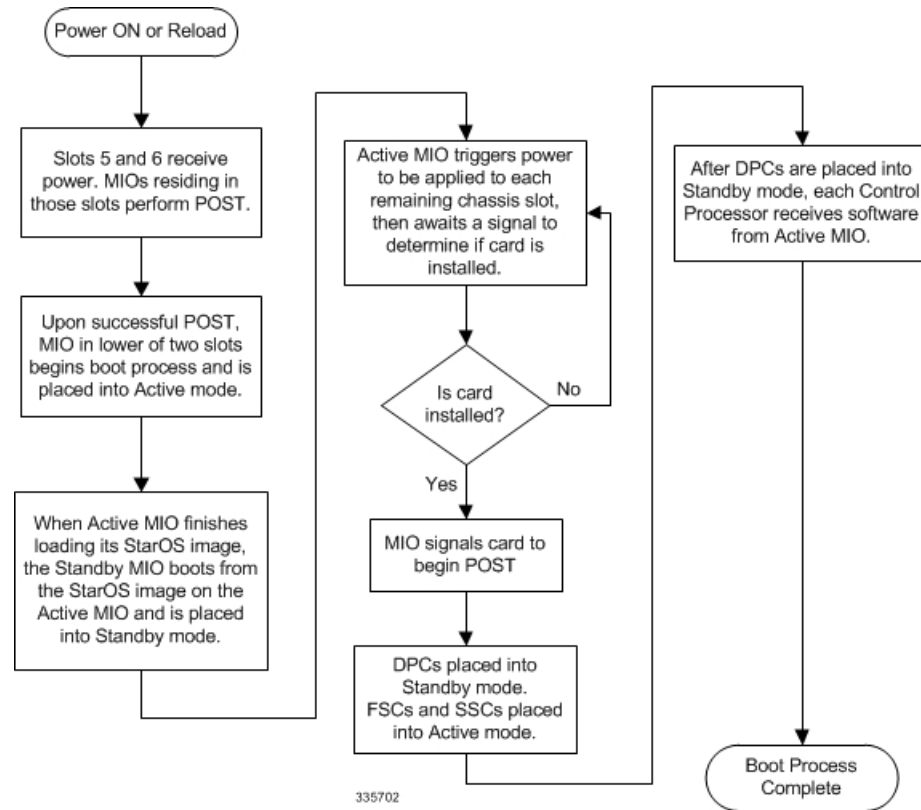 Power ON or Reload
Slots 5 and 6 receive
power. MIOs residing in
those slots perform POST.
Upon successful POST,
MIO in lower of two slots
begins boot process and is
placed into Active mode.
When Active MIO finishes
loading its StarOS image,
the Standby MIO boots from
the StarOS image on the
Active MIO and is placed
into Standby mode.
Active MIO triggers power
to be applied to each
remaining chassis slot,
then awaits a signal to
determine if card is
installed.
Is card
installed?
No
Yes
MIO signals card to
begin POST
DPCs placed into
Standby mode.
FSCs and SSCs placed
into Active mode.
After DPCs are placed into
Standby mode, each Control
Processor receives software
from Active MIO.
Boot Process
Complete
335702